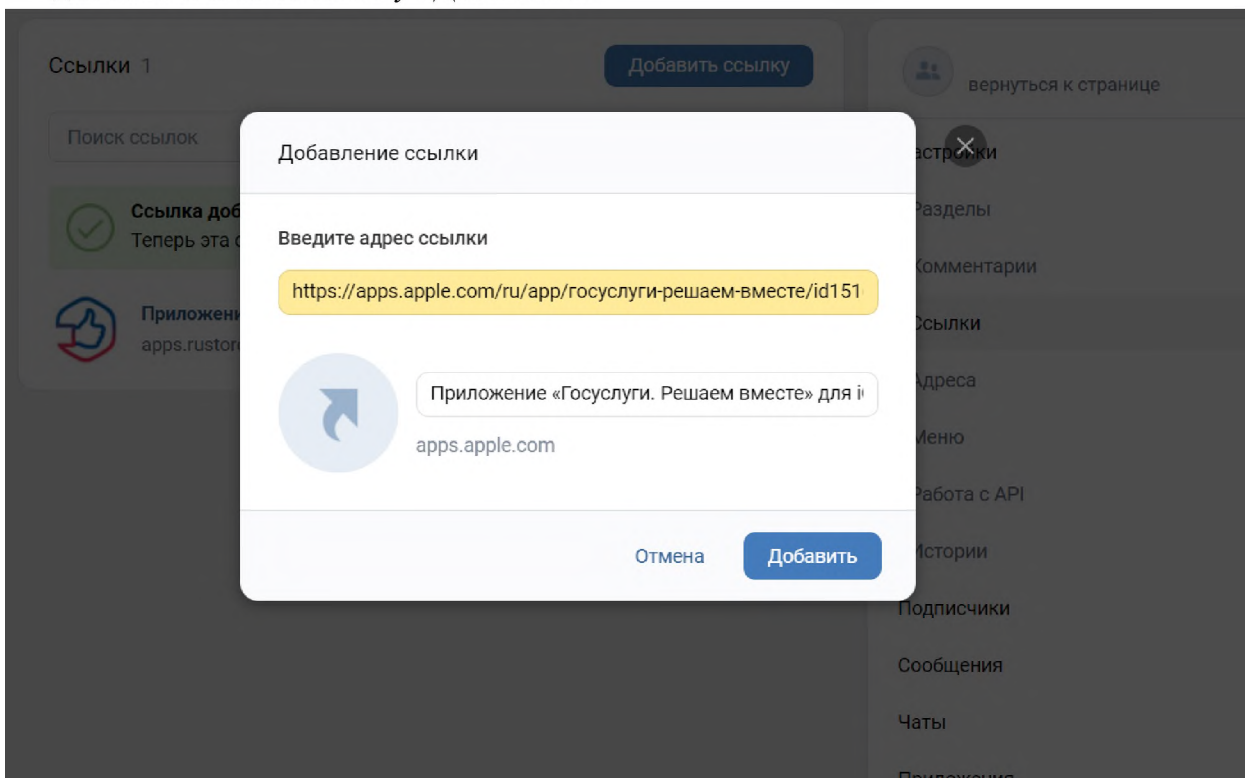 Ссылки 1
Добавить ссылку
вернуться к странице
Поиск ссылок
Добавление ссылки
Ссылка
Теперь эта
Введите адрес ссылки
https://apps.apple.com/ru/app/госуслуги-решаем-вместе/id151
apps.rustor
Приложение «Госуслуги. Решаем вместе» для
apps.apple.com
Отмена
Добавить
Разделы
Комментарии
Ссылки
Адреса
Меню
Работа с API
Истории
Подписчики
Сообщения
Чаты